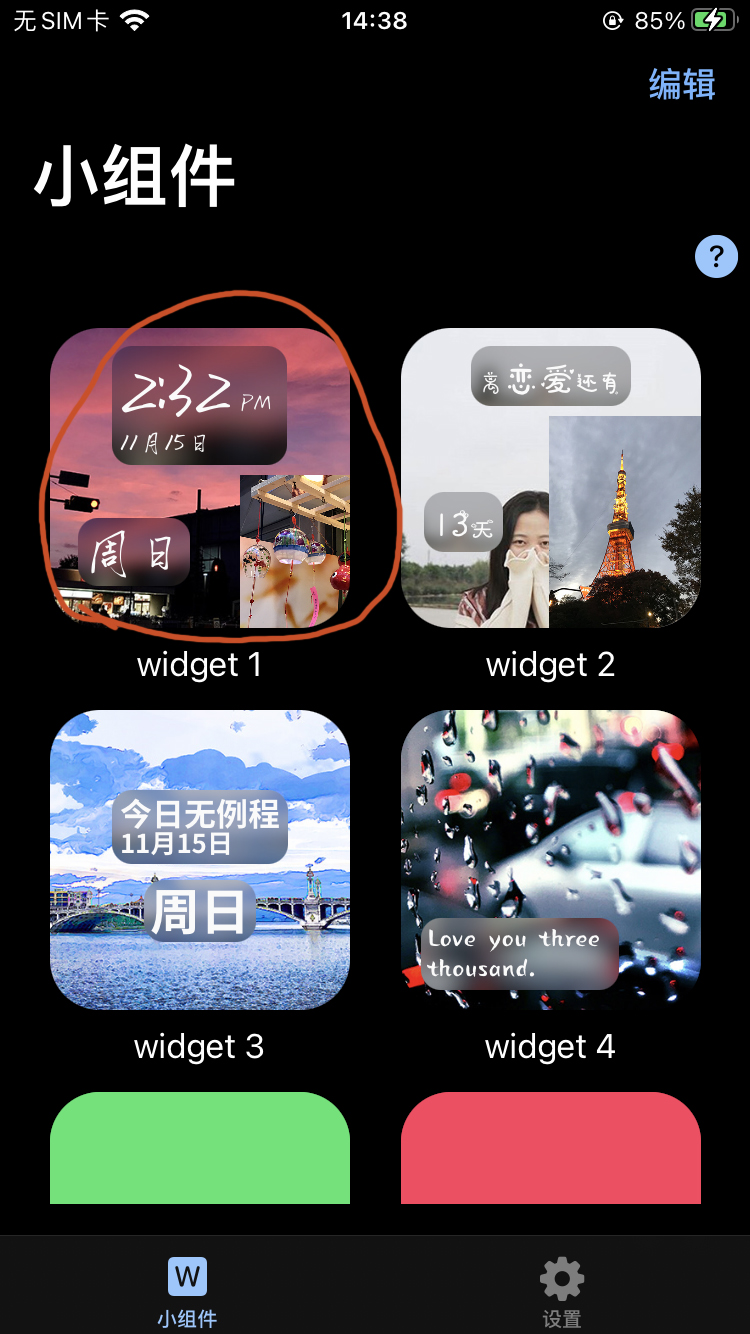 无SIM卡
14:38
85%
编辑
小组件
?
2:32 PM
11月15日
周日
widget 1
离恋爱还有
13天
widget 2
今日无例程
11月15日
周日
widget 3
Love you three
thousand.
widget 4
W
小组件
设置